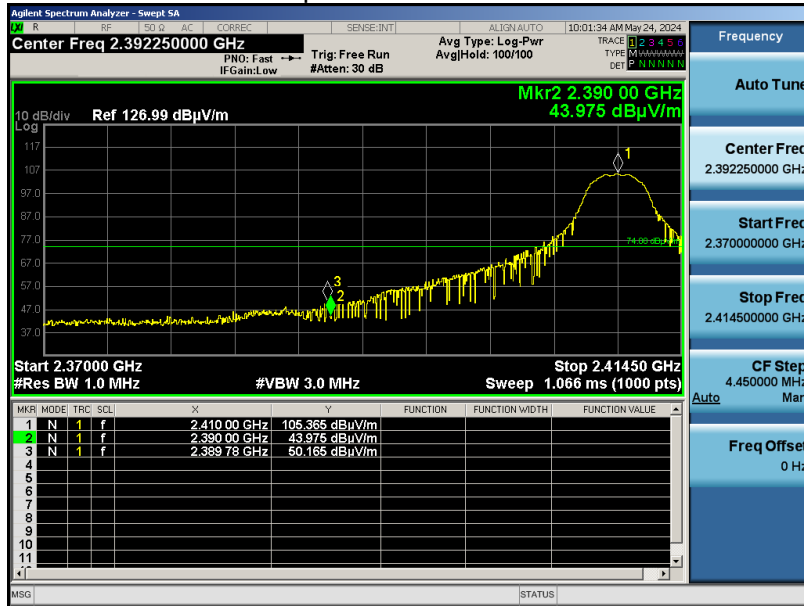 Agilent Spectrum Analyzer - Swept SA
LXI R RF 50 Ω AC CORREC SENSE:INT ALIGN AUTO 10:01:34 AM May 24, 2024
Center Freq 2.392250000 GHz
PNO: Fast
IFGain:Low
Trig: Free Run
#Atten: 30 dB
Avg Type: Log-Pwr
Avg|Hold: 100/100
TRACE 1 2 3 4 5 6
TYPE M WWWWW
DET P N N N N N
Mkr2 2.390 00 GHz
43.975 dBµV/m
10 dB/div Ref 126.99 dBµV/m
Log
117
107
97.0
87.0
77.0
67.0
57.0
47.0
37.0
1
3
2
Start 2.37000 GHz Stop 2.41450 GHz
#Res BW 1.0 MHz #VBW 3.0 MHz Sweep 1.066 ms (1000 pts)
MKR MODE TRC SCL X Y FUNCTION FUNCTION WIDTH FUNCTION VALUE
1 N 1 f 2.410 00 GHz 105.365 dBµV/m
2 N 1 f 2.390 00 GHz 43.975 dBµV/m
3 N 1 f 2.389 78 GHz 50.165 dBµV/m
4
5
6
7
8
9
10
11
MSG STATUS
Frequency
Auto Tune
Center Freq
2.392250000 GHz
Start Freq
2.370000000 GHz
Stop Freq
2.414500000 GHz
CF Step
4.450000 MHz
Auto Man
Freq Offset
0 Hz